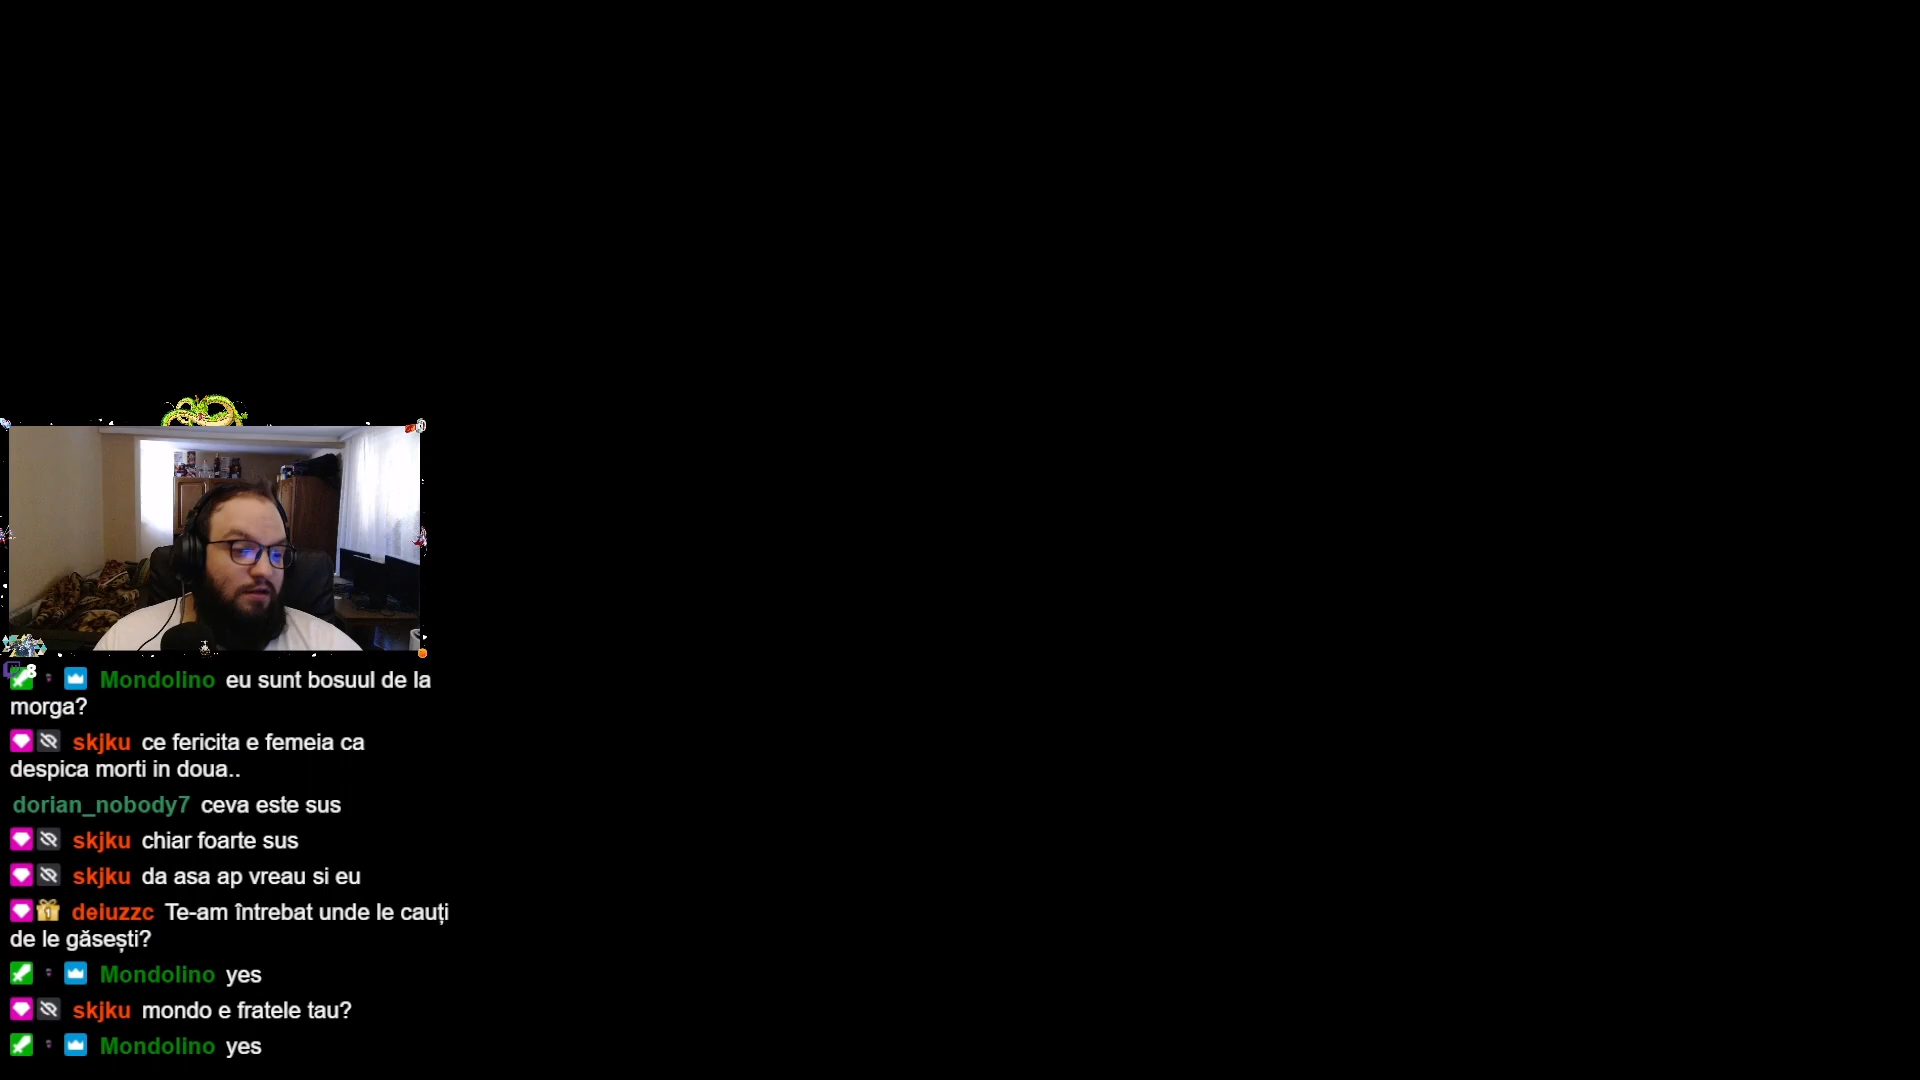 8
Mondolino eu sunt bosuul de la
morga?
skjku ce fericita e femeia ca
despica morti in doua..
dorian_nobody7 ceva este sus
skjku chiar foarte sus
skjku da asa ap vreau si eu
deiuzzc Te-am întrebat unde le cauți
de le găsești?
Mondolino yes
skjku mondo e fratele tau?
Mondolino yes